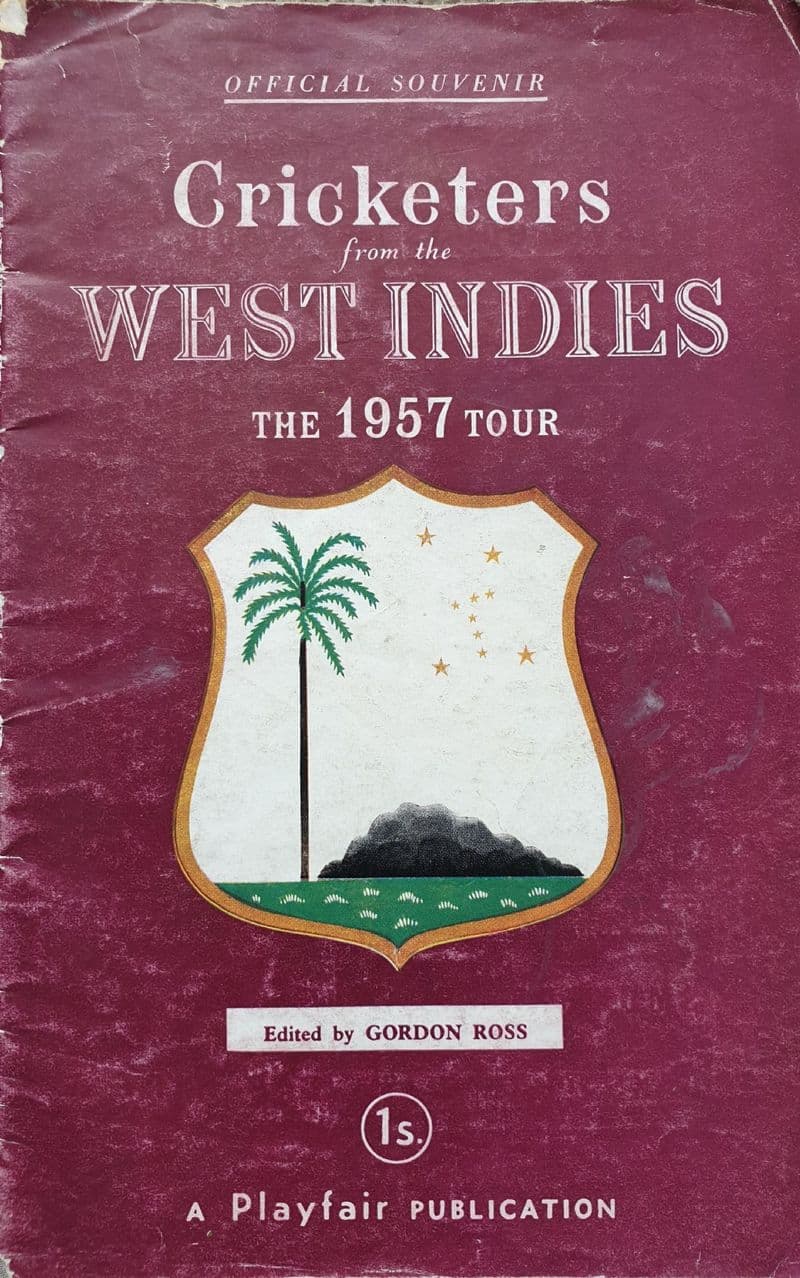 OFFICIAL SOUVENIR
Cricketers
from the
WEST INDIES
THE 1957 TOUR
Edited by GORDON ROSS
1s.
A Playfair PUBLICATION